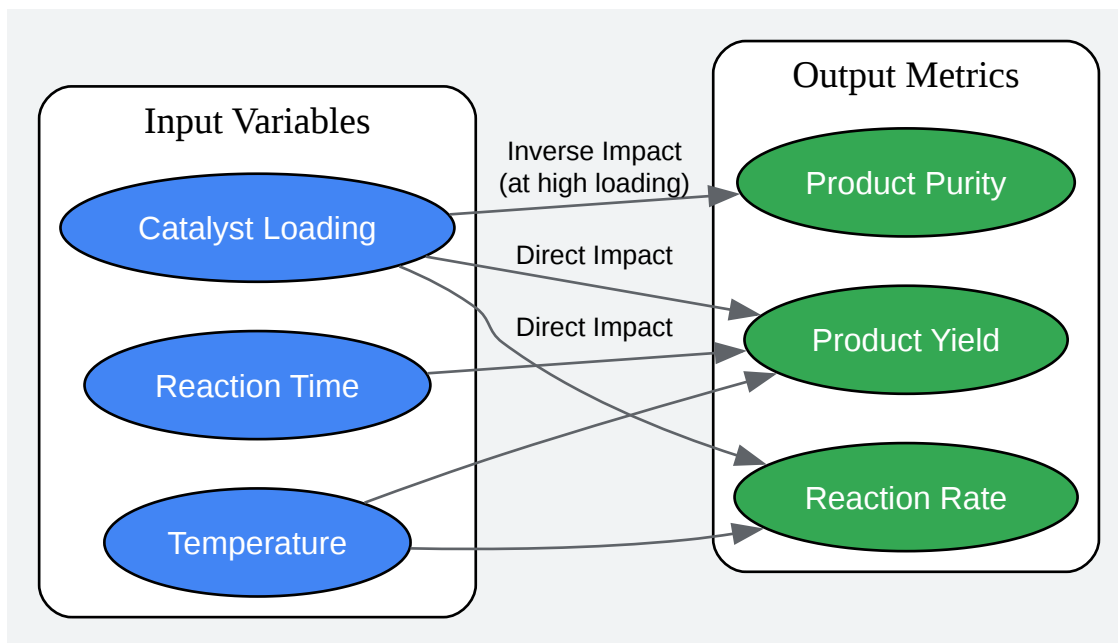 Input Variables
Catalyst Loading
Reaction Time
Temperature
Inverse Impact
(at high loading)
Direct Impact
Direct Impact
Output Metrics
Product Purity
Product Yield
Reaction Rate